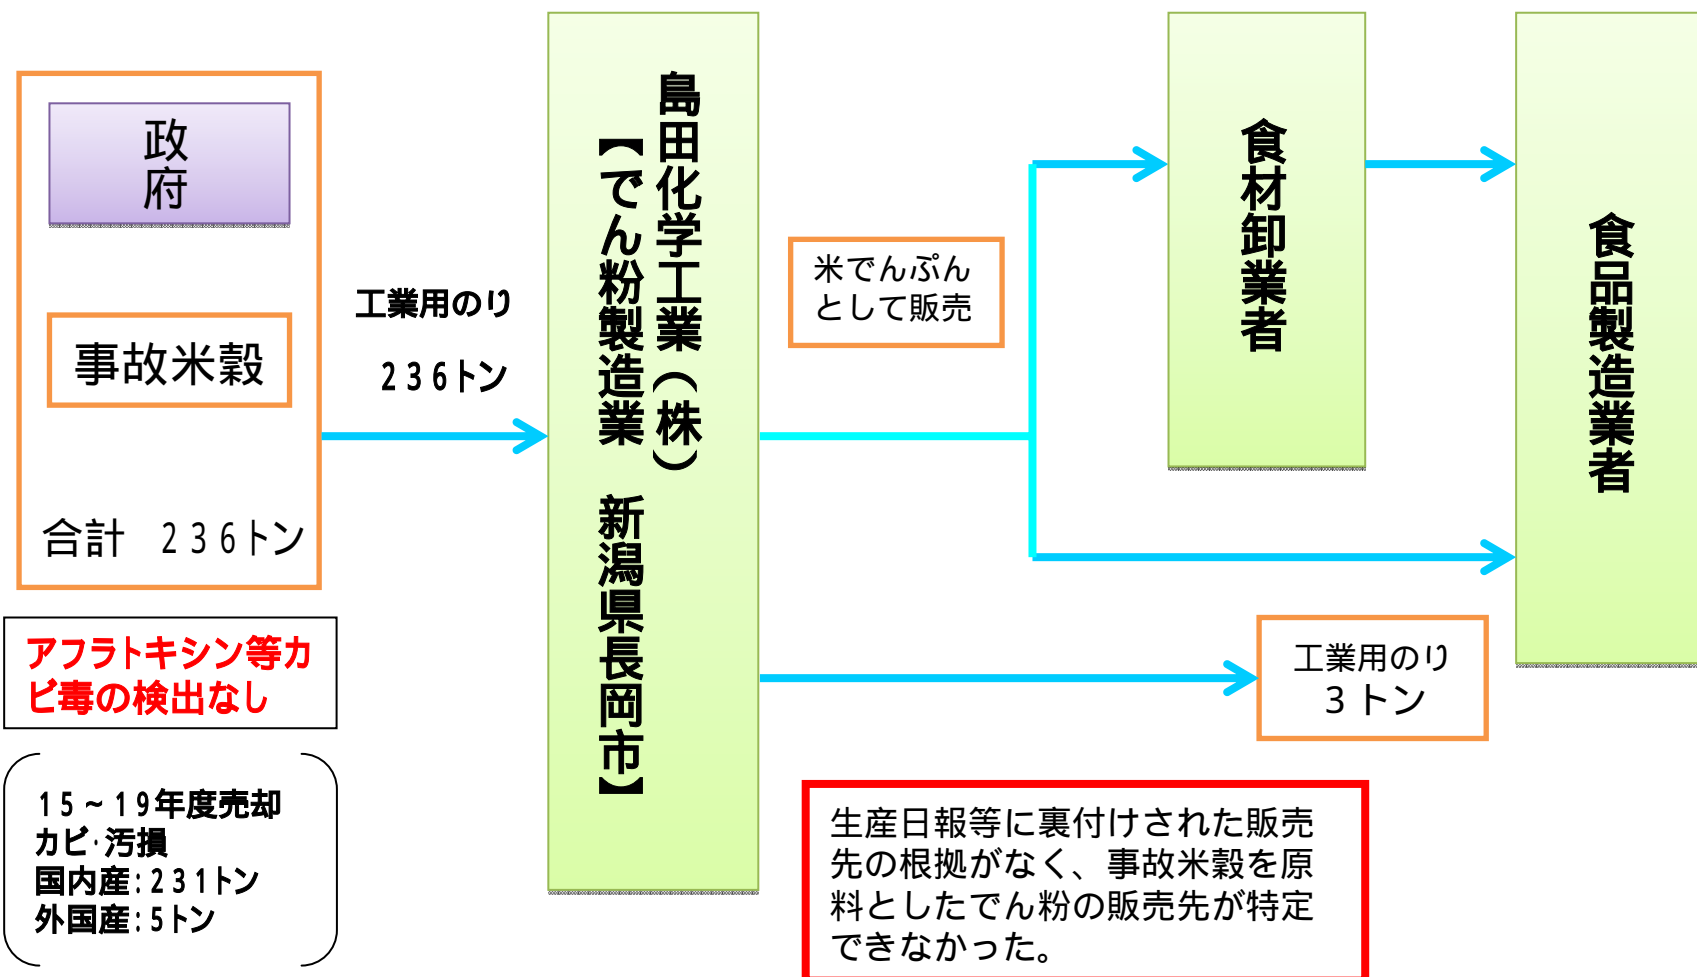 政
府
事故米穀
合計　２３６トン
アフラトキシン等カ
ビ毒の検出なし
１５～１９年度売却
カビ・汚損
国内産：２３１トン
外国産：５トン
工業用のり
２３６トン
島田化学工業（株）
【でん粉製造業　新潟県長岡市】
米でんぷん
として販売
食材卸業者
食品製造業者
工業用のり
３トン
生産日報等に裏付けされた販売
先の根拠がなく、事故米穀を原
料としたでん粉の販売先が特定
できなかった。